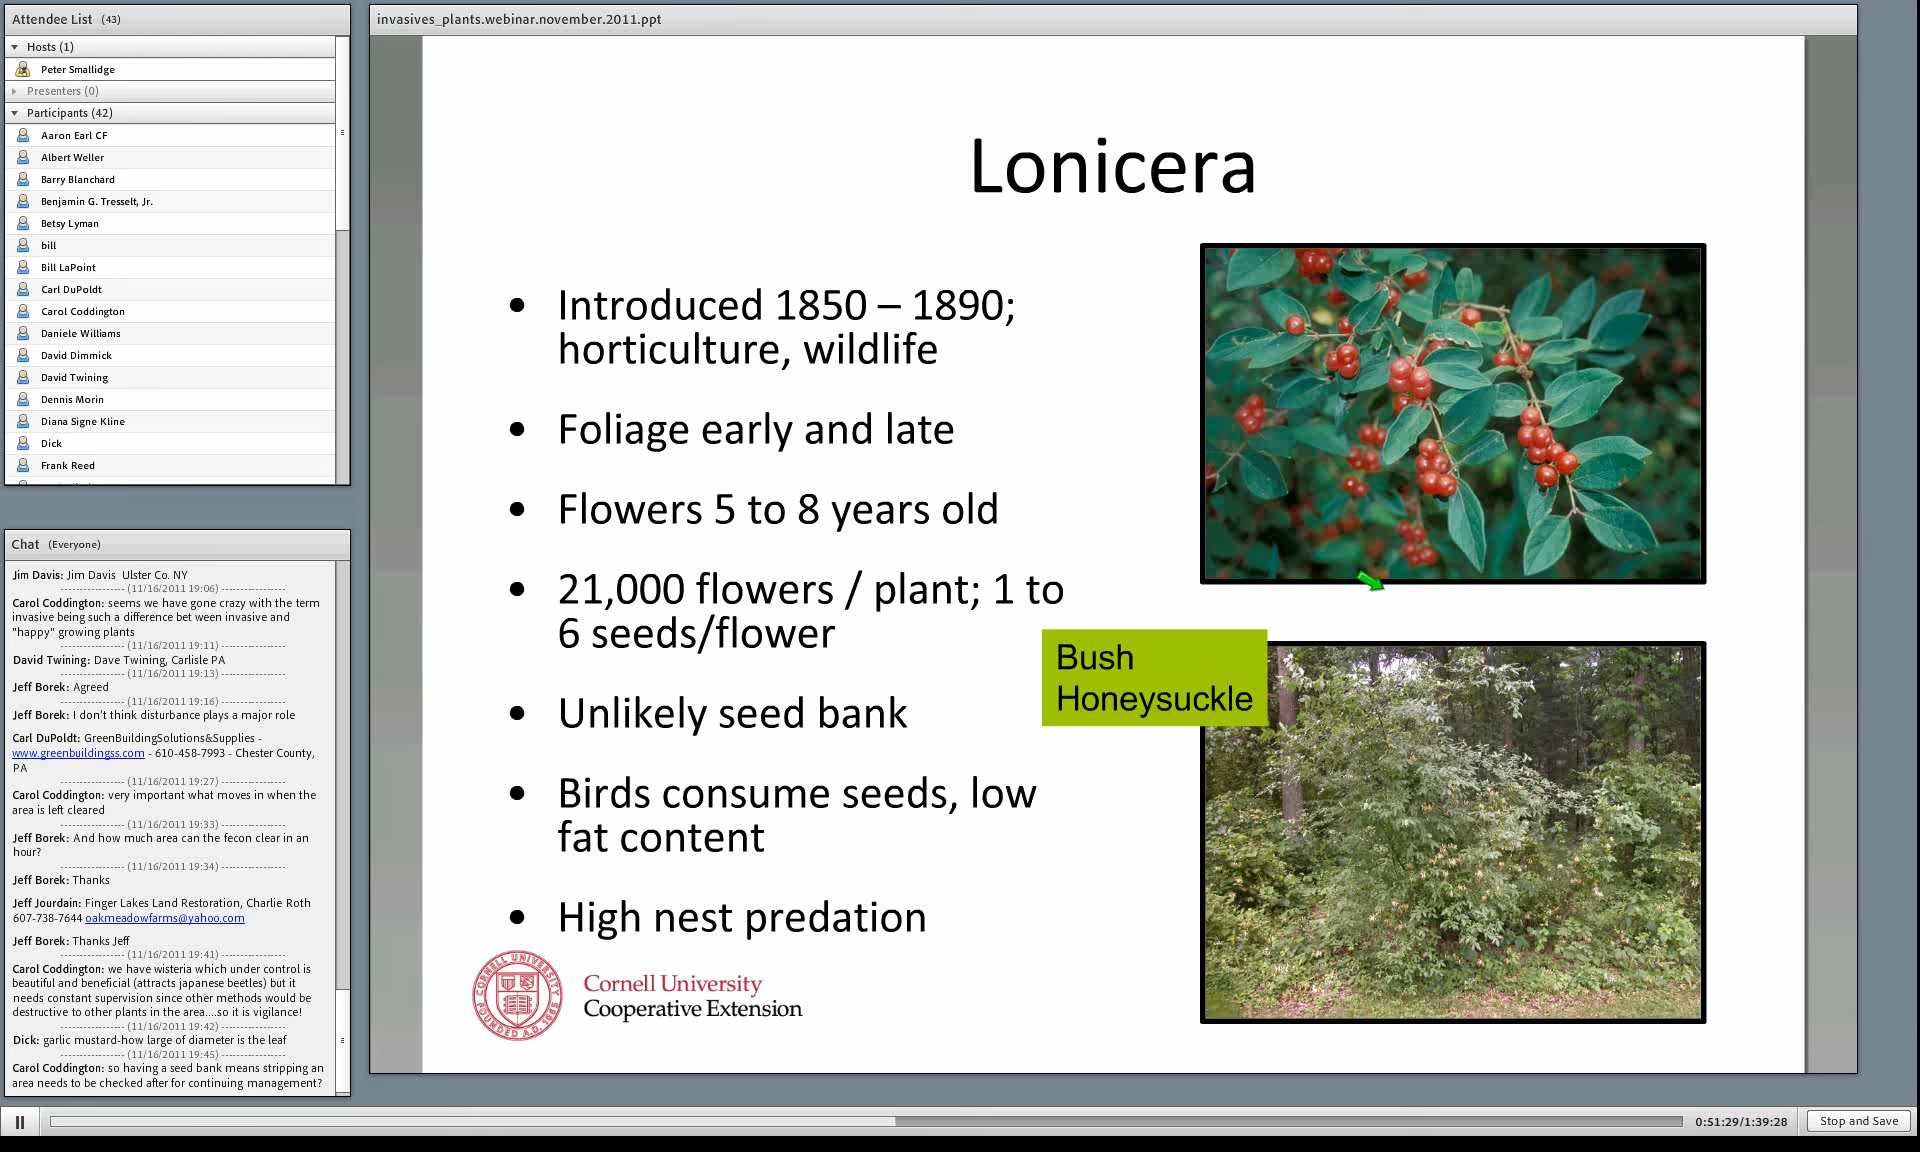 Attendee List (43)
Hosts (1)
Peter Smallidge
Presenters (0)
Participants (42)
Aaron Earl CF
Albert Weller
Barry Blanchard
Benjamin G. Tresselt, Jr.
Betsy Lyman
bill
Bill LaPoint
Carl DuPoldt
Carol Coddington
Daniele Williams
David Dimmick
David Twining
Dennis Morin
Diana Signe Kline
Dick
Frank Reed
Chat (Everyone)
Jim Davis: Jim Davis Ulster Co. NY
------------------ (11/16/2011 19:06) ------------------
Carol Coddington: seems we have gone crazy with the term
invasive being such a difference bet ween invasive and
"happy" growing plants
------------------ (11/16/2011 19:11) ------------------
David Twining: Dave Twining, Carlisle PA
------------------ (11/16/2011 19:13) ------------------
Jeff Borek: Agreed
------------------ (11/16/2011 19:16) ------------------
Jeff Borek: I don't think disturbance plays a major role
Carl DuPoldt: GreenBuildingSolutions&Supplies -
www.greenbuildingss.com - 610-458-7993 - Chester County,
PA
------------------ (11/16/2011 19:27) ------------------
Carol Coddington: very important what moves in when the
area is left cleared
------------------ (11/16/2011 19:33) ------------------
Jeff Borek: And how much area can the fecon clear in an
hour?
------------------ (11/16/2011 19:34) ------------------
Jeff Borek: Thanks
Jeff Jourdain: Finger Lakes Land Restoration, Charlie Roth
607-738-7644 oakmeadowfarms@yahoo.com
Jeff Borek: Thanks Jeff
------------------ (11/16/2011 19:41) ------------------
Carol Coddington: we have wisteria which under control is
beautiful and beneficial (attracts japanese beetles) but it
needs constant supervision since other methods would be
destructive to other plants in the area....so it is vigilance!
------------------ (11/16/2011 19:42) ------------------
Dick: garlic mustard-how large of diameter is the leaf
------------------ (11/16/2011 19:45) ------------------
Carol Coddington: so having a seed bank means stripping an
area needs to be checked after for continuing management?
invasives_plants.webinar.november.2011.ppt
Lonicera
• Introduced 1850 – 1890;
horticulture, wildlife
• Foliage early and late
• Flowers 5 to 8 years old
• 21,000 flowers / plant; 1 to
6 seeds/flower
• Unlikely seed bank
• Birds consume seeds, low
fat content
• High nest predation
Bush
Honeysuckle
CORNELL UNIVERSITY
FOUNDED A.D. 1865
Cornell University
Cooperative Extension
0:51:29/1:39:28
Stop and Save